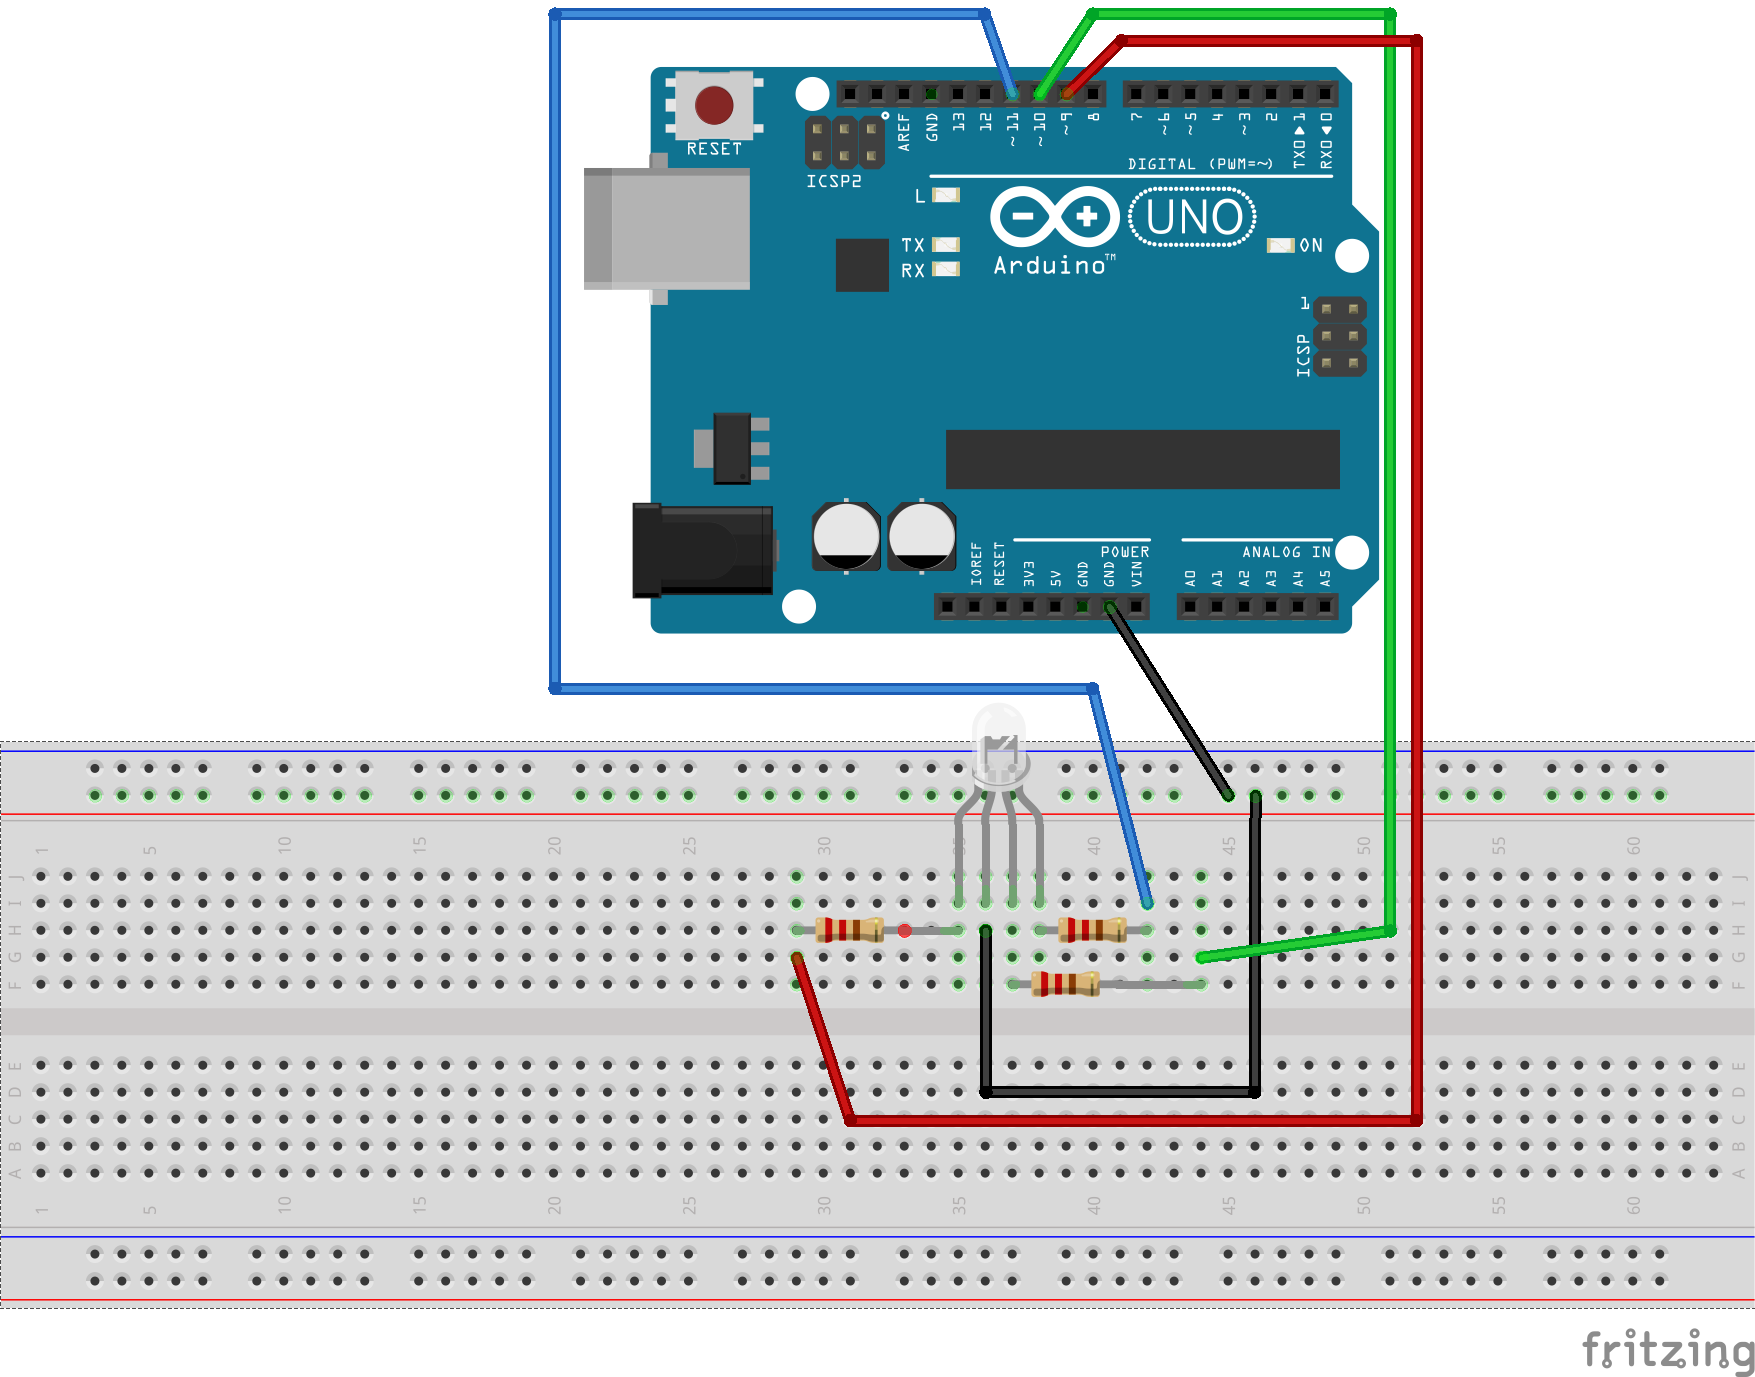 RESET
ICSP2
AREF
GND
13
12
~11
~10
~9
8
7
~6
~5
4
~3
2
TX0▶1
RX0◀0
DIGITAL (PWM=~)
L
TX
RX
UNO
Arduino™
ON
1
ICSP
IOREF
RESET
3V3
5V
GND
GND
VIN
POWER
A0
A1
A2
A3
A4
A5
ANALOG IN
1 5 10 15 20 25 30 35 40 45 50 55 60
J J
I I
H H
G G
F F
E E
D D
C C
B B
A A
1 5 10 15 20 25 30 35 40 45 50 55 60
fritzing